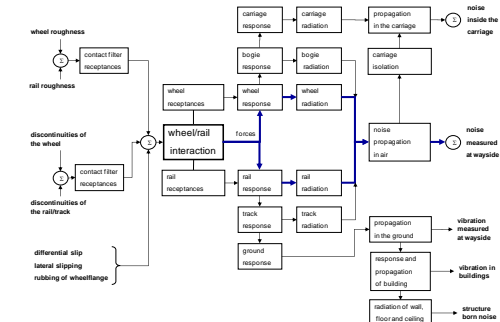 carriage
response
carriage
radiation
propagation
in the carriage
Σ
noise
inside the
carriage
wheel roughness
contact filter
receptances
Σ
rail roughness
bogie
response
bogie
radiation
carriage
isolation
wheel
receptances
wheel
response
wheel
radiation
discontinuities of
the wheel
Σ
wheel/rail
interaction
forces
noise
propagation
in air
Σ
noise
measured
at wayside
contact filter
receptances
Σ
discontinuities of
the rail/track
rail
receptances
rail
response
rail
radiation
track
response
track
radiation
propagation
in the ground
vibration
measured
at wayside
differential slip
lateral slipping
rubbing of wheelflange
ground
response
response and
propagation
of building
vibration in
buildings
radiation of wall,
floor and ceiling
structure
born noise